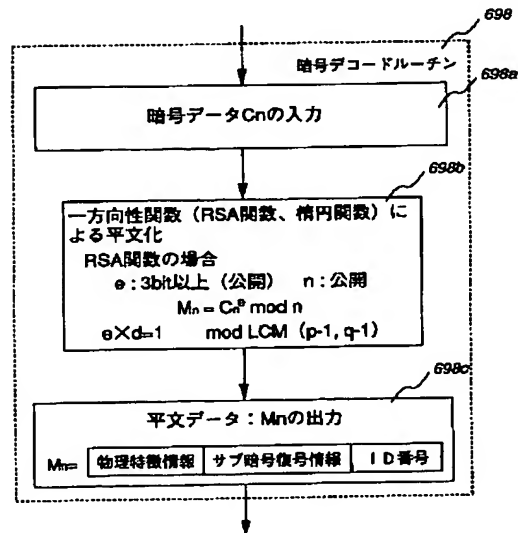 698
暗号デコードルーチン
698a
暗号データCnの入力
698b
一方向性関数（RSA関数、楕円関数）に
よる平文化
RSA関数の場合
e：3bit以上（公開）　n：公開
Mn = Cnᵉ mod n
e×d=1　mod LCM (p-1, q-1)
698c
平文データ：Mnの出力
Mn= 物理特徴情報 サブ暗号復号情報 ID番号